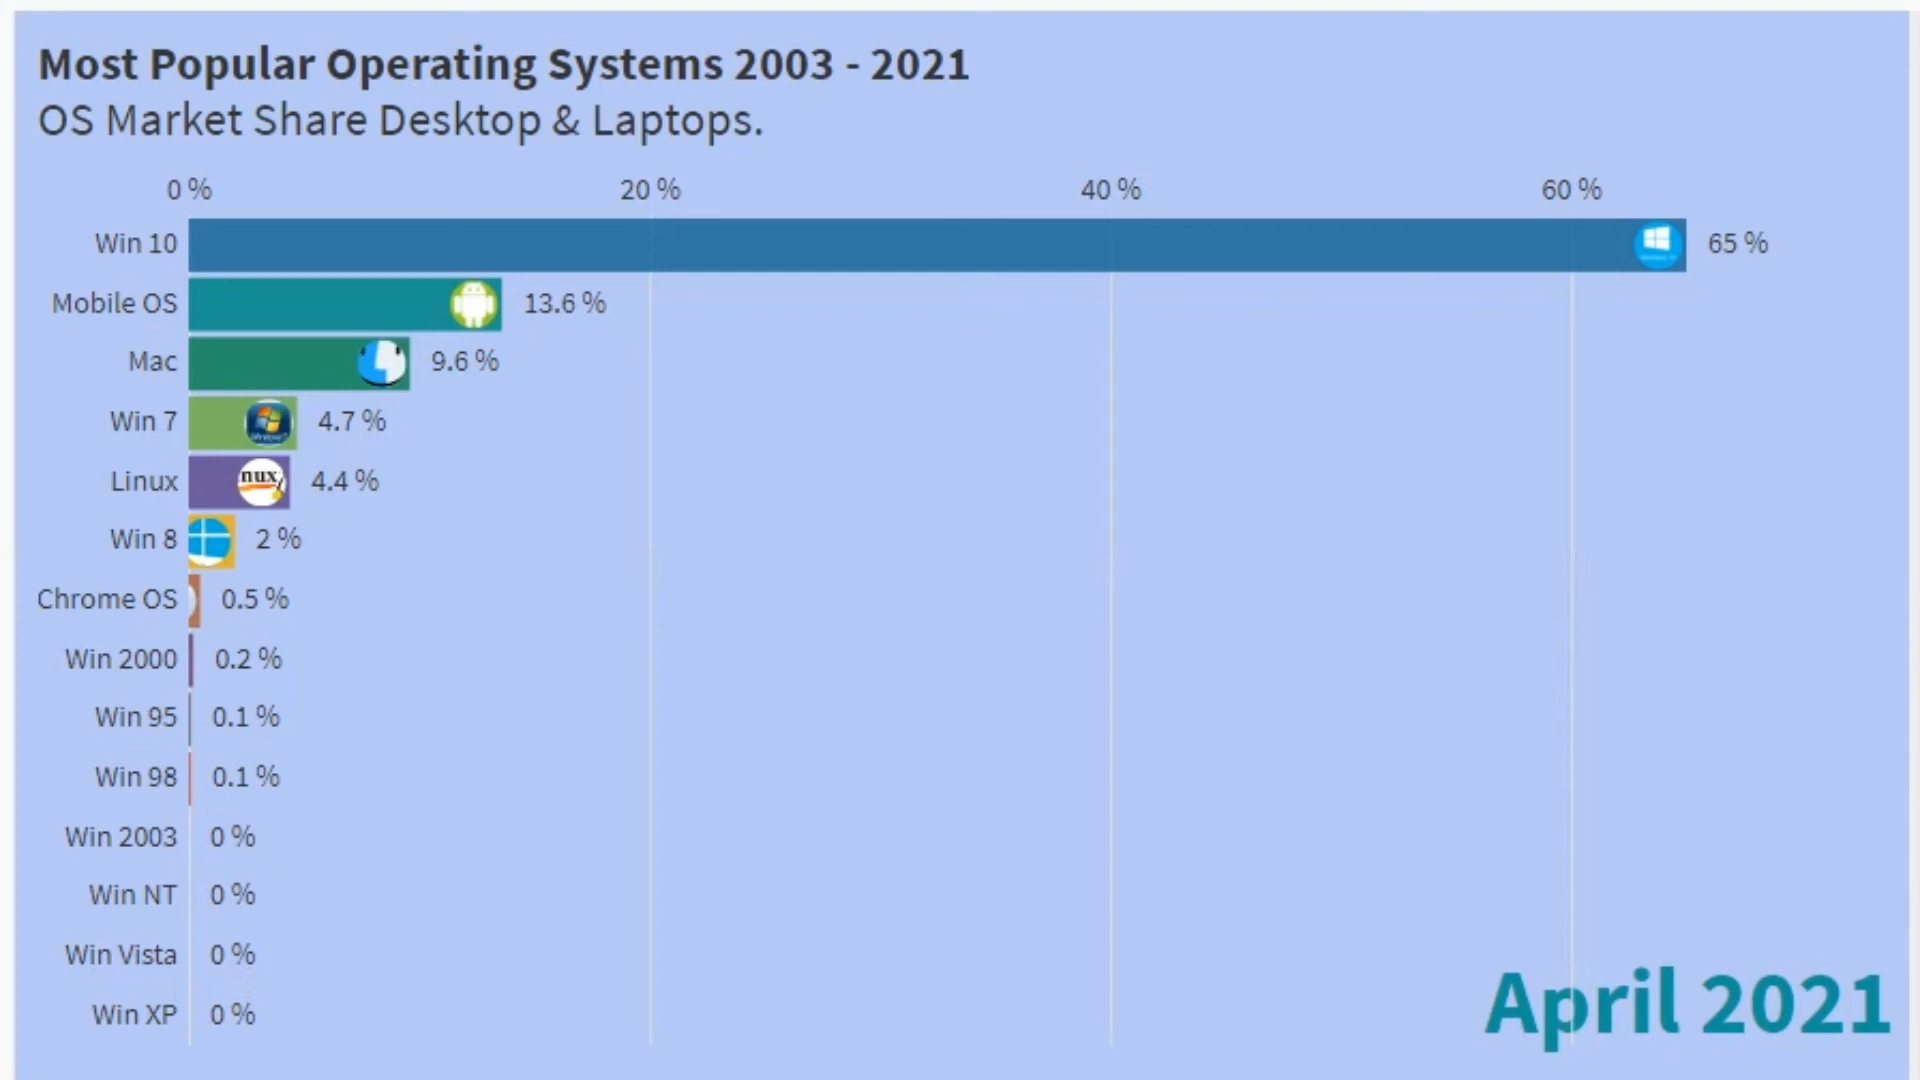 Most Popular Operating Systems 2003 - 2021
OS Market Share Desktop & Laptops.
0 % 20 % 40 % 60 %
Win 10 65 %
Mobile OS 13.6 %
Mac 9.6 %
Win 7 4.7 %
Linux nux 4.4 %
Win 8 2 %
Chrome OS 0.5 %
Win 2000 0.2 %
Win 95 0.1 %
Win 98 0.1 %
Win 2003 0 %
Win NT 0 %
Win Vista 0 %
Win XP 0 %
April 2021